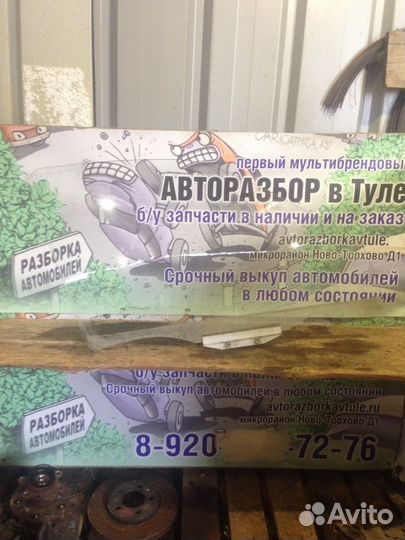 CARICATURA.RU
первый мультибрендовый
АВТОРАЗБОР в Туле
б/у запчасти в наличии и на заказ
avtorazborkavtule.
микрорайон Ново-Торхово Д1
Срочный выкуп автомобилей
в любом состоянии
РАЗБОРКА
АВТОМОБИЛЕЙ
б/у запчасти в
Срочный выкуп автомобилей в любом состоянии
avtorazborkavtule.ru
микрорайон Ново-Торхово Д1
РАЗБОРКА
АВТОМОБИЛЕЙ
8-920 72-76
Avito